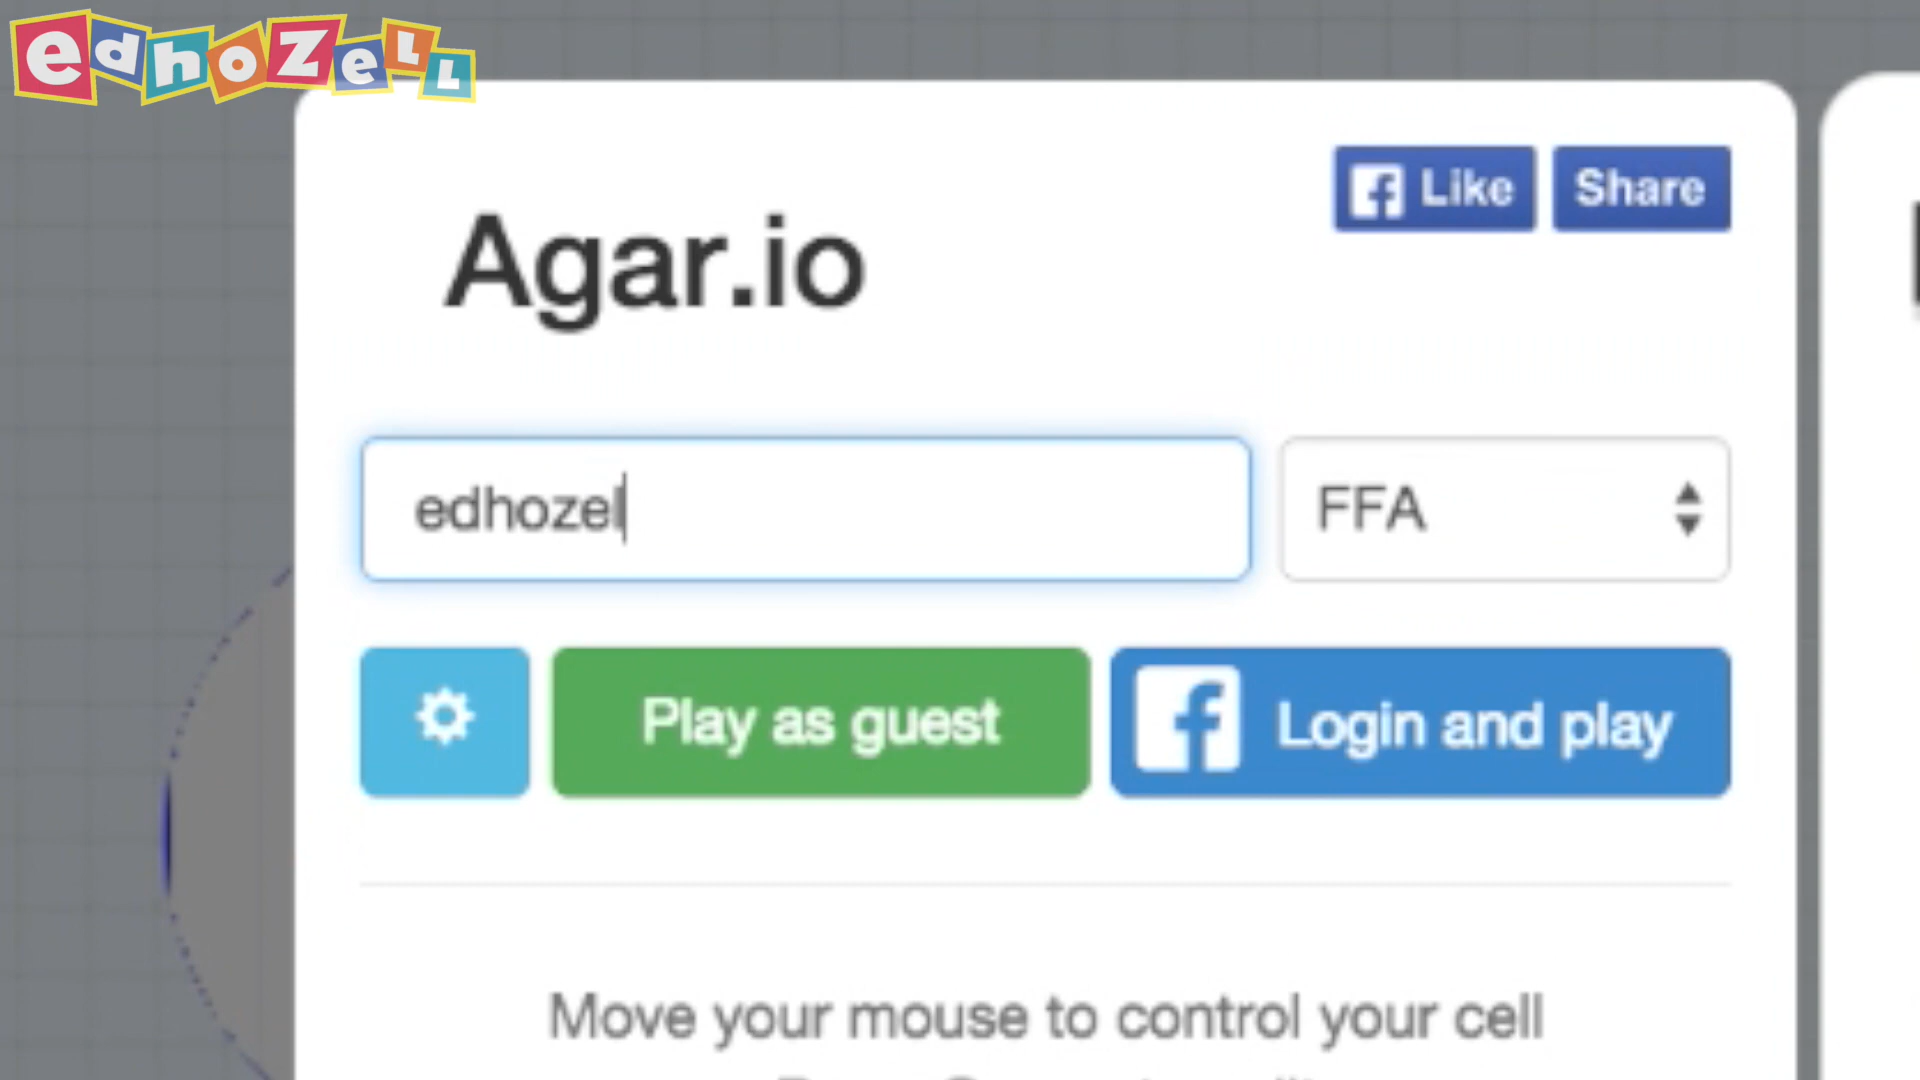 edhozell
Like Share
Agar.io
edhozel
FFA
Play as guest
Login and play
Move your mouse to control your cell